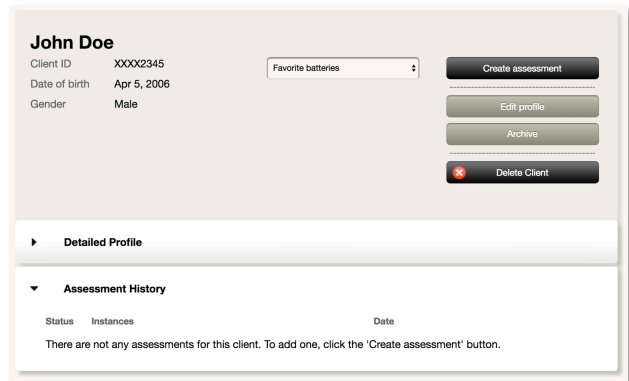 John Doe
Client ID XXXX2345
Date of birth Apr 5, 2006
Gender Male
Favorite batteries
Create assessment
Edit profile
Archive
Delete Client
Detailed Profile
Assessment History
Status Instances Date
There are not any assessments for this client. To add one, click the 'Create assessment' button.